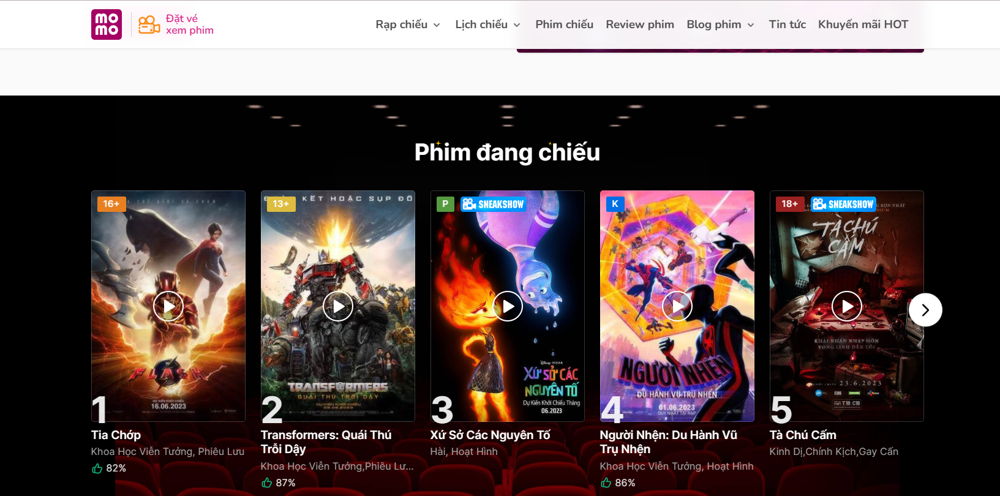 momo
Đặt vé
xem phim
Rạp chiếu
Lịch chiếu
Phim chiếu
Review phim
Blog phim
Tin tức
Khuyến mãi HOT
Phim đang chiếu
16+
FLASH
DỰ KIẾN KHỞI CHIẾU
16.06.2023
1
Tia Chớp
Khoa Học Viễn Tưởng, Phiêu Lưu
82%
KẾT HOẶC SỤP ĐỔ
13+
TRANSFORMERS
QUÁI THÚ TRỖI DẬY
DỰ KIẾN KHỞI CHIẾU
09.06.2023
2
Transformers: Quái Thú
Trỗi Dậy
Khoa Học Viễn Tưởng,Phiêu Lư...
87%
P
SNEAKSHOW
Disney PIXAR
XỨ SỞ CÁC
NGUYÊN TỐ
Dự Kiến Khởi Chiếu Tháng
06.2023
3
Xứ Sở Các Nguyên Tố
Hài, Hoạt Hình
K
NGƯỜI NHỆN
DU HÀNH VŨ TRỤ NHỆN
01.06.2023
DUY NHẤT TẠI RẠP
4
Người Nhện: Du Hành Vũ
Trụ Nhện
Khoa Học Viễn Tưởng, Hoạt Hình
86%
18+
SNEAKSHOW
TÀ CHÚ
CẤM
KHAI NHÃN NHẬP HỒN
VONG LINH DẪN LỐI
KHỞI CHIẾU 23.6.2023
T18 C18
5
Tà Chú Cấm
Kinh Dị,Chính Kịch,Gay Cấn